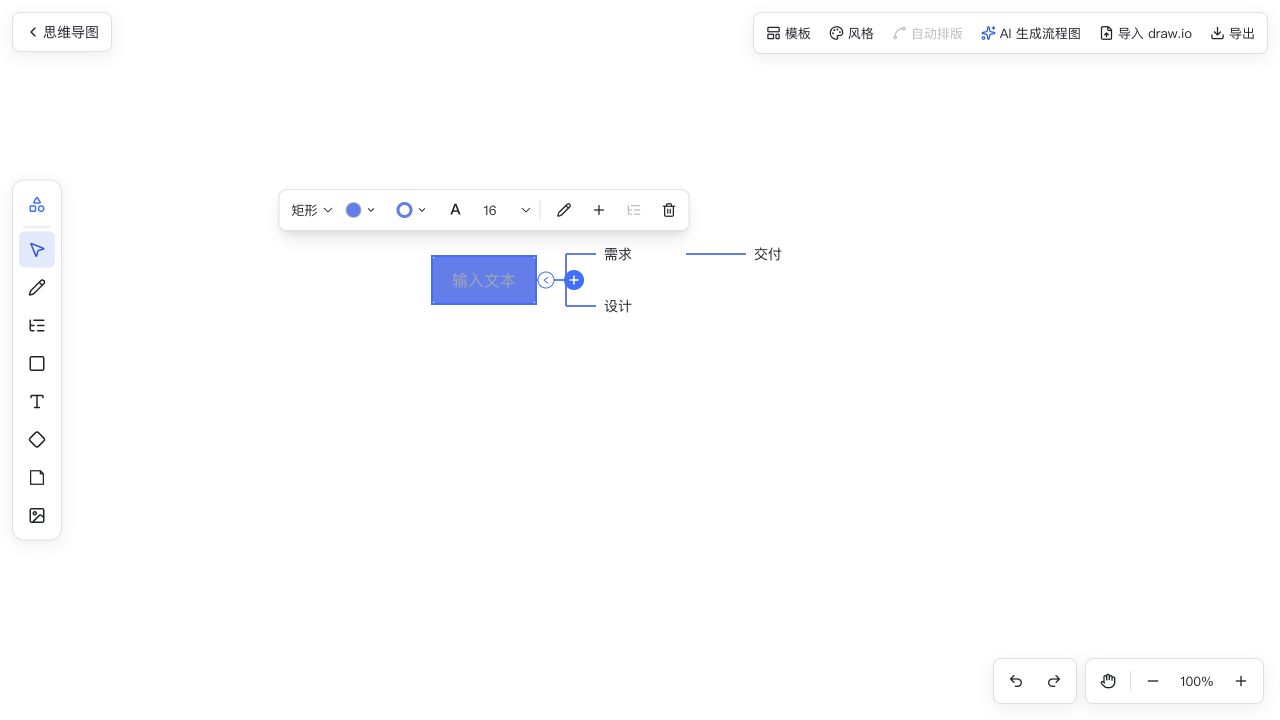 思维导图
模板
风格
自动排版
AI 生成流程图
导入 draw.io
导出
矩形
A
16
需求
交付
输入文本
设计
100%